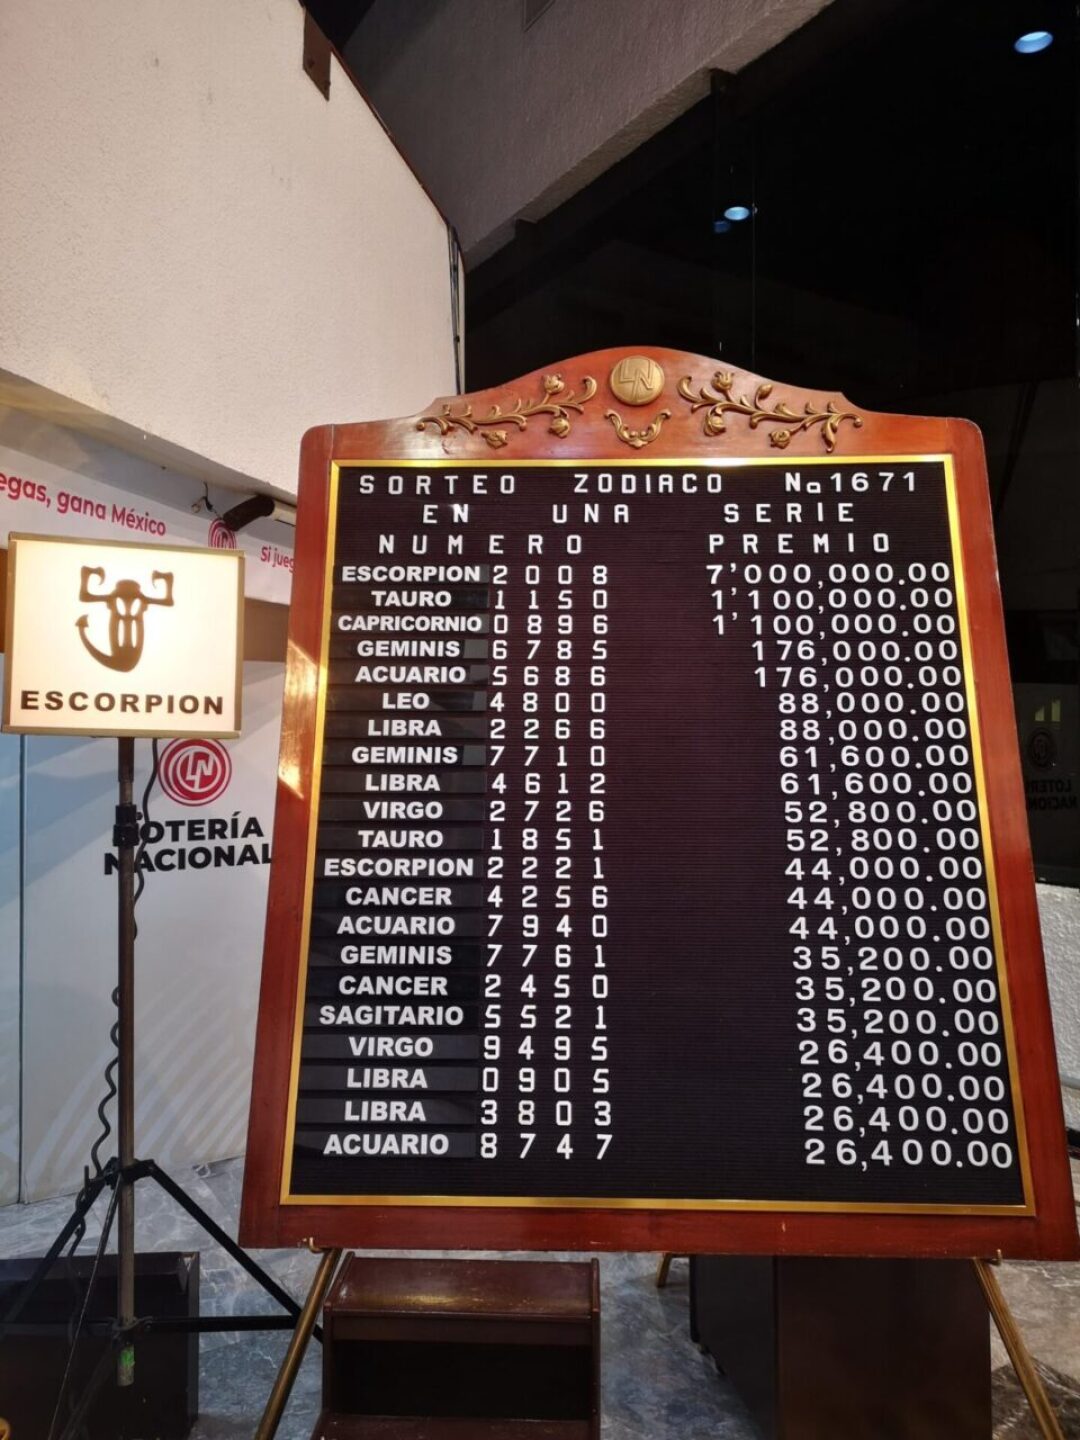 egas, gana México
Si jueg
ESCORPION
LN
LOTERÍA
NACIONAL
LN
SORTEO ZODIACO No1671
EN UNA SERIE
NUMERO PREMIO
ESCORPION 2008 7'000,000.00
TAURO 1150 1'100,000.00
CAPRICORNIO 0896 1'100,000.00
GEMINIS 6785 176,000.00
ACUARIO 5686 176,000.00
LEO 4800 88,000.00
LIBRA 2266 88,000.00
GEMINIS 7710 61,600.00
LIBRA 4612 61,600.00
VIRGO 2726 52,800.00
TAURO 1851 52,800.00
ESCORPION 2221 44,000.00
CANCER 4256 44,000.00
ACUARIO 7940 44,000.00
GEMINIS 7761 35,200.00
CANCER 2450 35,200.00
SAGITARIO 5521 35,200.00
VIRGO 9495 26,400.00
LIBRA 0905 26,400.00
LIBRA 3803 26,400.00
ACUARIO 8747 26,400.00